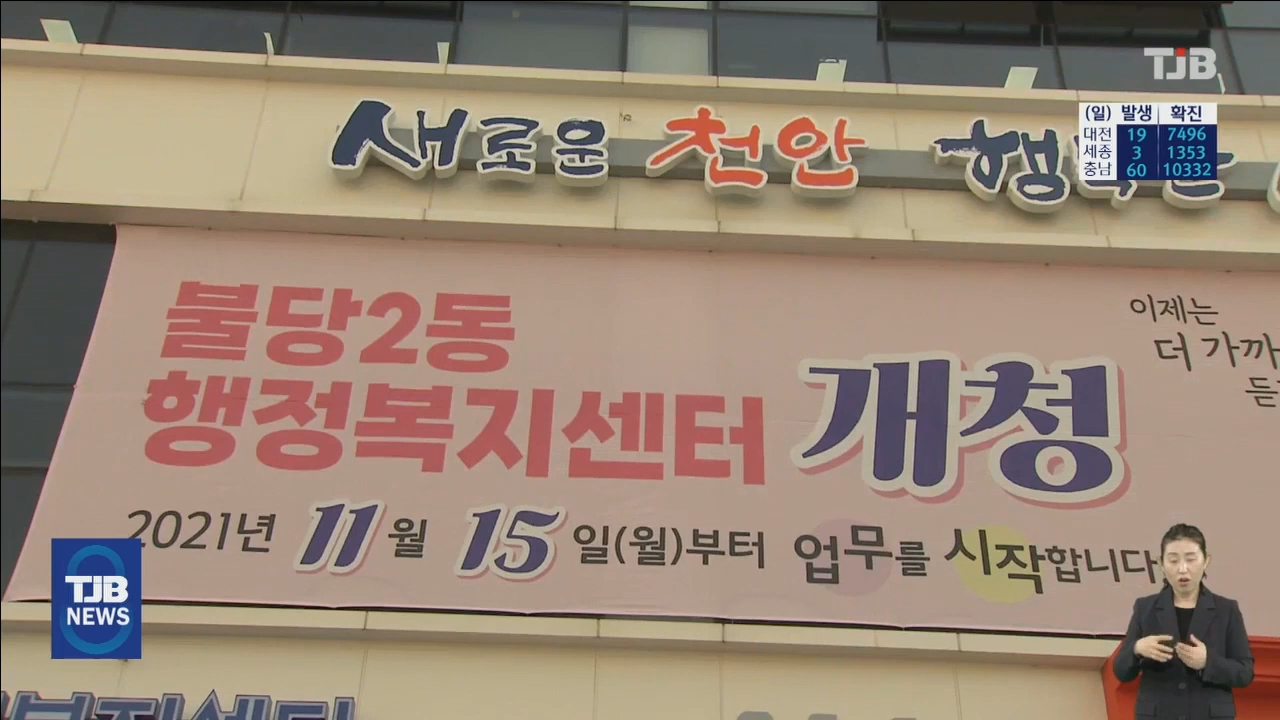 TJB
(일) 발생 확진
대전 19 7496
세종 3 1353
충남 60 10332
새로운 천안
불당2동
행정복지센터 개청
이제는
더 가까
2021년 11월 15일(월)부터 업무를 시작합니다
TJB
NEWS